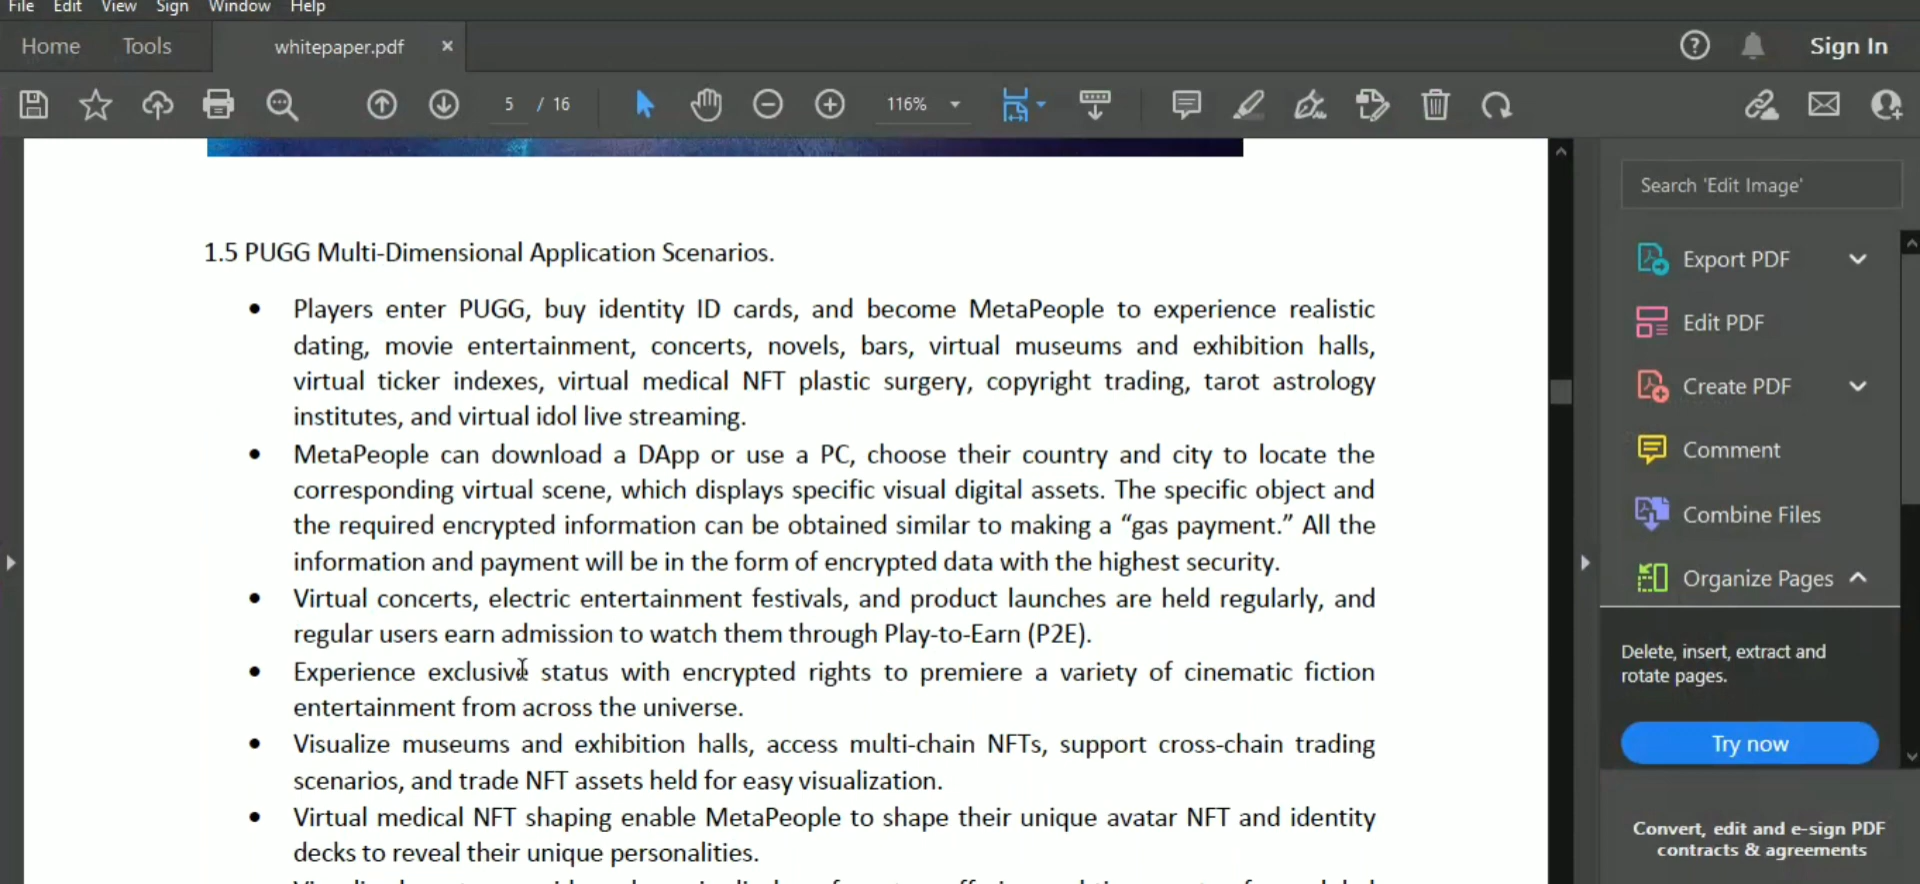 File Edit View Sign Window Help
Home Tools whitepaper.pdf × Sign In
5 / 16 116%
Search 'Edit Image'
1.5 PUGG Multi-Dimensional Application Scenarios.
Export PDF
• Players enter PUGG, buy identity ID cards, and become MetaPeople to experience realistic
dating, movie entertainment, concerts, novels, bars, virtual museums and exhibition halls,
virtual ticker indexes, virtual medical NFT plastic surgery, copyright trading, tarot astrology
institutes, and virtual idol live streaming.
• MetaPeople can download a DApp or use a PC, choose their country and city to locate the
corresponding virtual scene, which displays specific visual digital assets. The specific object and
the required encrypted information can be obtained similar to making a “gas payment.” All the
information and payment will be in the form of encrypted data with the highest security.
• Virtual concerts, electric entertainment festivals, and product launches are held regularly, and
regular users earn admission to watch them through Play-to-Earn (P2E).
• Experience exclusive status with encrypted rights to premiere a variety of cinematic fiction
entertainment from across the universe.
• Visualize museums and exhibition halls, access multi-chain NFTs, support cross-chain trading
scenarios, and trade NFT assets held for easy visualization.
• Virtual medical NFT shaping enable MetaPeople to shape their unique avatar NFT and identity
decks to reveal their unique personalities.
Edit PDF
Create PDF
Comment
Combine Files
Organize Pages
Delete, insert, extract and
rotate pages.
Try now
Convert, edit and e-sign PDF
contracts & agreements